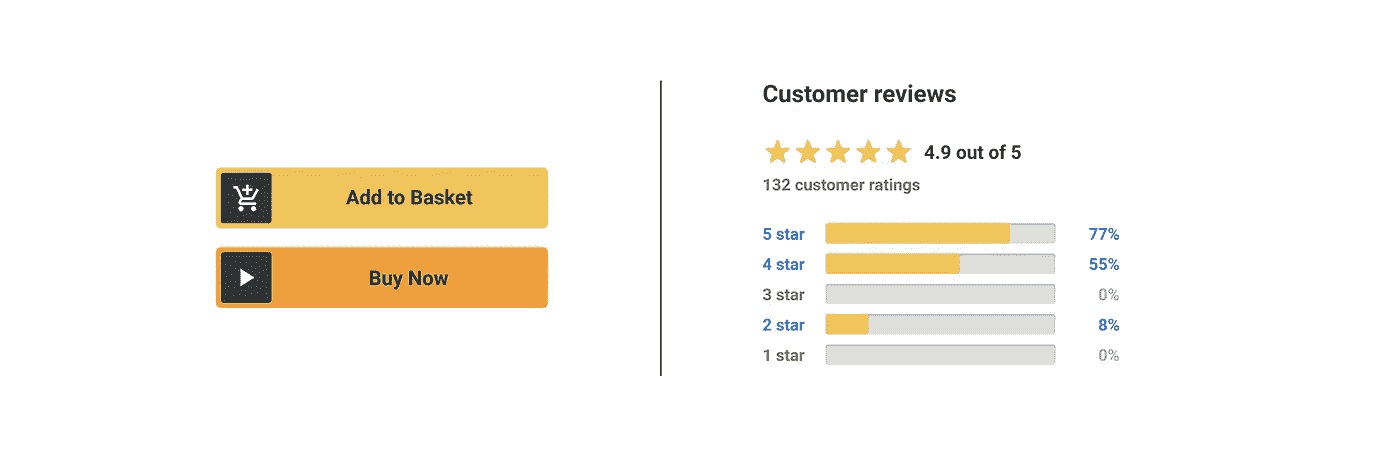 Add to Basket
Buy Now
Customer reviews
4.9 out of 5
132 customer ratings
5 star 77%
4 star 55%
3 star 0%
2 star 8%
1 star 0%